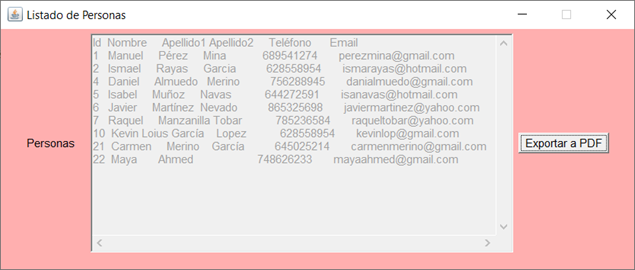 Listado de Personas
Id Nombre Apellido1 Apellido2 Teléfono Email
1 Manuel Pérez Mina 689541274 perezmina@gmail.com
2 Ismael Rayas Garcia 628558954 ismarayas@hotmail.com
4 Daniel Almuedo Merino 756288945 danialmuedo@gmail.com
5 Isabel Muñoz Navas 644272591 isanavas@hotmail.com
6 Javier Martínez Nevado 865325698 javiermartinez@yahoo.com
7 Raquel Manzanilla Tobar 785236584 raqueltobar@yahoo.com
10 Kevin Loius García Lopez 628558954 kevinlop@gmail.com
21 Carmen Merino García 645025214 carmenmerino@gmail.com
22 Maya Ahmed 748626233 mayaahmed@gmail.com
Personas
Exportar a PDF